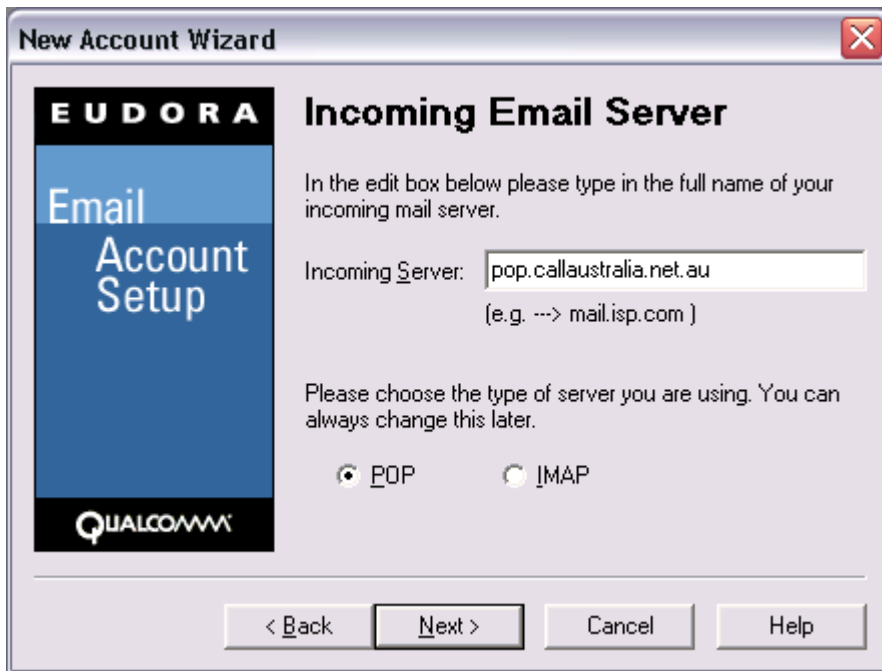 New Account Wizard
EUDORA
Email
Account
Setup
QUALCOMM
Incoming Email Server
In the edit box below please type in the full name of your
incoming mail server.
Incoming Server: pop.callaustralia.net.au
(e.g. ---> mail.isp.com )
Please choose the type of server you are using. You can
always change this later.
POP IMAP
< Back Next > Cancel Help